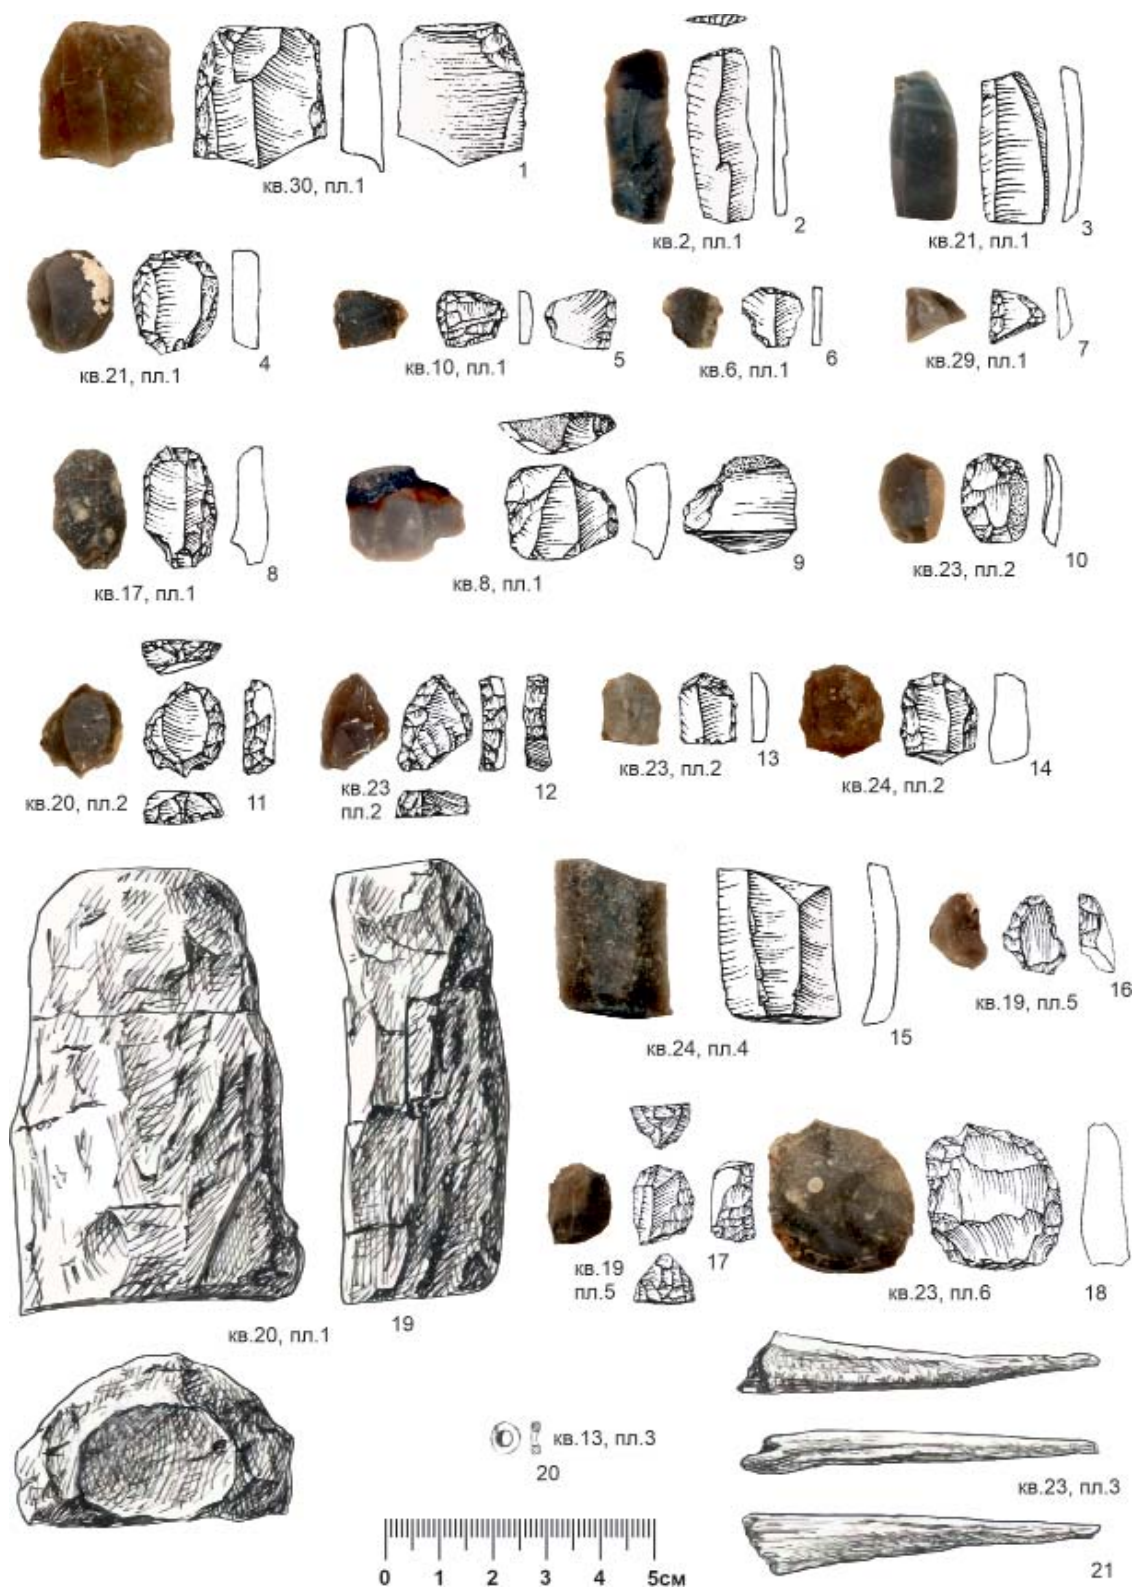 кв.30, пл.1
1
кв.2, пл.1
2
кв.21, пл.1
3
кв.21, пл.1
4
кв.10, пл.1
5
кв.6, пл.1
6
кв.29, пл.1
7
кв.17, пл.1
8
кв.8, пл.1
9
кв.23, пл.2
10
кв.20, пл.2
11
кв.23
пл.2
12
кв.23, пл.2
13
кв.24, пл.2
14
кв.24, пл.4
15
кв.19, пл.5
16
кв.19
пл.5
17
кв.23, пл.6
18
кв.20, пл.1
19
кв.13, пл.3
20
кв.23, пл.3
21
0 1 2 3 4 5см